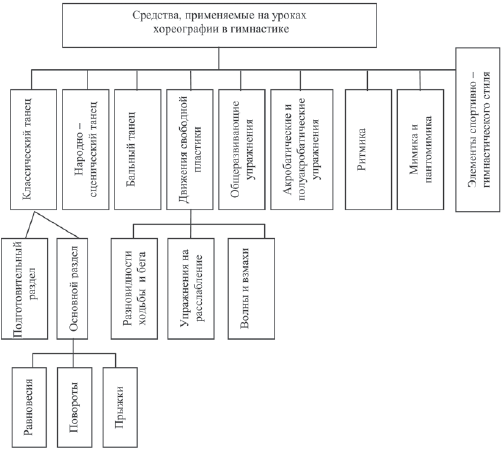 Средства, применяемые на уроках
хореографии в гимнастике
Классический танец
Народно –
сценический танец
Бальный танец
Движения свободной
пластики
Общеразвивающие
упражнения
Акробатические и
полуакробатические
упражнения
Ритмика
Мимика и
пантомимика
Элементы спортивно –
гимнастического стиля
Подготовительный
раздел
Основной раздел
Разновидности
ходьбы и бега
Упражнения на
расслабление
Волны и взмахи
Равновесия
Повороты
Прыжки